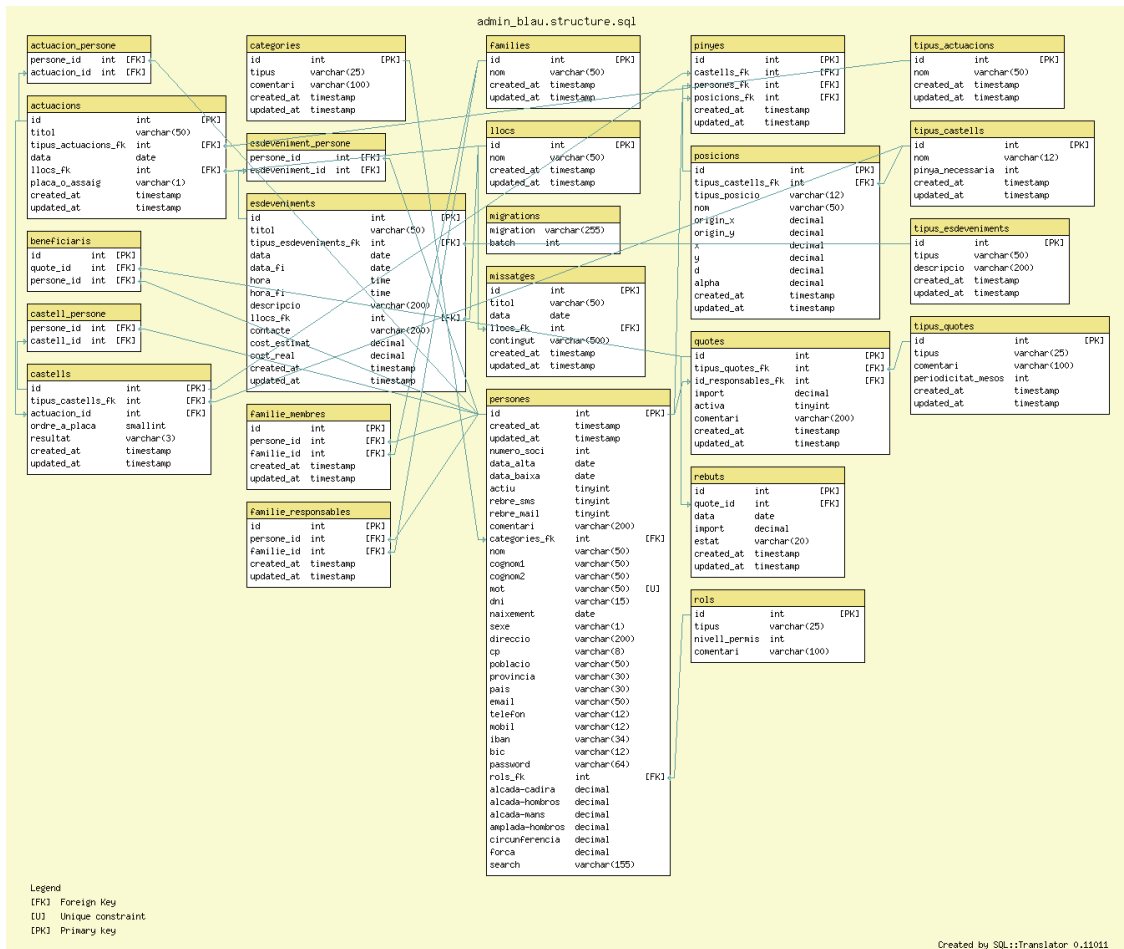 admin_blau.structure.sql
actuacion_persone
persone_id int [FK]
actuacion_id int [FK]
actuacions
id int [PK]
titol varchar(50)
tipus_actuacions_fk int [FK]
data date
llocs_fk int [FK]
placa_o_assaig varchar(1)
created_at timestamp
updated_at timestamp
beneficiaris
id int [PK]
quote_id int [FK]
persone_id int [FK]
castell_persone
persone_id int [FK]
castell_id int [FK]
castells
id int [PK]
tipus_castells_fk int [FK]
actuacion_id int [FK]
ordre_a_placa smallint
resultat varchar(3)
created_at timestamp
updated_at timestamp
categories
id int [PK]
tipus varchar(25)
comentari varchar(100)
created_at timestamp
updated_at timestamp
esdeveniment_persone
persone_id int [FK]
esdeveniment_id int [FK]
esdeveniments
id int [PK]
titol varchar(50)
tipus_esdeveniments_fk int [FK]
data date
data_fi date
hora time
hora_fi time
descripcio varchar(200)
llocs_fk int [FK]
contacte varchar(200)
cost_estimat decimal
cost_real decimal
created_at timestamp
updated_at timestamp
familie_membres
id int [PK]
persone_id int [FK]
familie_id int [FK]
created_at timestamp
updated_at timestamp
familie_responsables
id int [PK]
persone_id int [FK]
familie_id int [FK]
created_at timestamp
updated_at timestamp
families
id int [PK]
nom varchar(50)
created_at timestamp
updated_at timestamp
llocs
id int [PK]
nom varchar(50)
created_at timestamp
updated_at timestamp
migrations
migration varchar(255)
batch int
missatges
id int [PK]
titol varchar(50)
data date
llocs_fk int [FK]
contingut varchar(500)
created_at timestamp
updated_at timestamp
persones
id int [PK]
created_at timestamp
updated_at timestamp
numero_soci int
data_alta date
data_baixa date
actiu tinyint
rebre_sms tinyint
rebre_mail tinyint
comentari varchar(200)
categories_fk int [FK]
nom varchar(50)
cognom1 varchar(50)
cognom2 varchar(50)
mot varchar(50) [U]
dni varchar(15)
naixement date
sexe varchar(1)
direccio varchar(200)
cp varchar(8)
poblacio varchar(50)
provincia varchar(30)
pais varchar(30)
email varchar(50)
telefon varchar(12)
mobil varchar(12)
iban varchar(34)
bic varchar(12)
password varchar(64)
rols_fk int [FK]
alcada-cadira decimal
alcada-hombros decimal
alcada-mans decimal
amplada-hombros decimal
circunferencia decimal
forca decimal
search varchar(155)
pinyes
id int [PK]
castells_fk int [FK]
persones_fk int [FK]
posicions_fk int [FK]
created_at timestamp
updated_at timestamp
posicions
id int [PK]
tipus_castells_fk int [FK]
tipus_posicio varchar(12)
nom varchar(50)
origin_x decimal
origin_y decimal
x decimal
y decimal
d decimal
alpha decimal
created_at timestamp
updated_at timestamp
quotes
id int [PK]
tipus_quotes_fk int [FK]
id_responsables_fk int [FK]
import decimal
activa tinyint
comentari varchar(200)
created_at timestamp
updated_at timestamp
rebuts
id int [PK]
quote_id int [FK]
data date
import decimal
estat varchar(20)
created_at timestamp
updated_at timestamp
rols
id int [PK]
tipus varchar(25)
nivell_permis int
comentari varchar(100)
tipus_actuacions
id int [PK]
nom varchar(50)
created_at timestamp
updated_at timestamp
tipus_castells
id int [PK]
nom varchar(12)
pinya_necessaria int
created_at timestamp
updated_at timestamp
tipus_esdeveniments
id int [PK]
tipus varchar(50)
descripcio varchar(200)
created_at timestamp
updated_at timestamp
tipus_quotes
id int [PK]
tipus varchar(25)
comentari varchar(100)
periodicitat_mesos int
created_at timestamp
updated_at timestamp
Legend
[FK] Foreign Key
[U] Unique constraint
[PK] Primary key
Created by SQL::Translator 0.11011